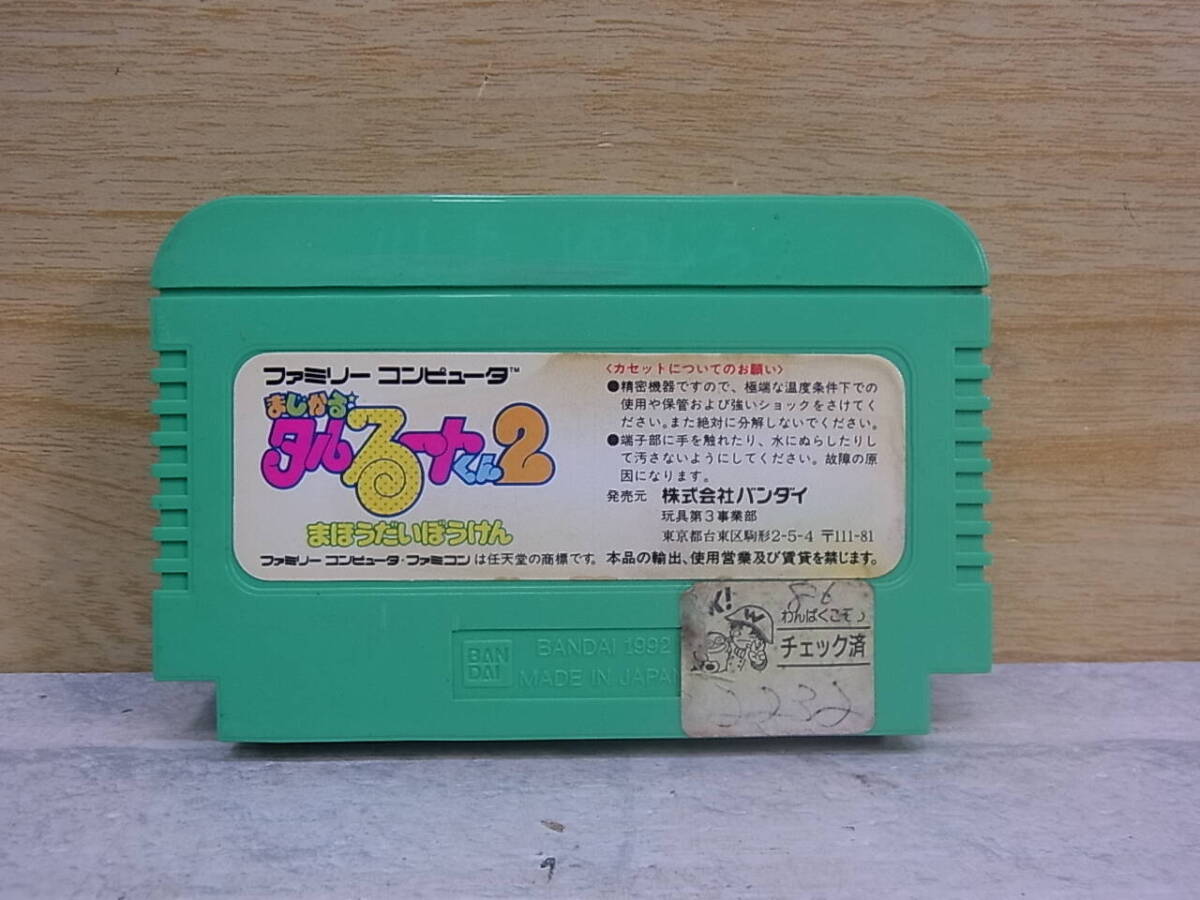 ファミリー コンピュータ™
まじかる☆
タルるートくん2
まほうだいぼうけん
ファミリー コンピュータ・ファミコン は任天堂の商標です。
〈カセットについてのお願い〉
●精密機器ですので、極端な温度条件下での
使用や保管および強いショックをさけてく
ださい。また絶対に分解しないでください。
●端子部に手を触れたり、水にぬらしたりし
て汚さないようにしてください。故障の原
因になります。
発売元 株式会社バンダイ
玩具第3事業部
東京都台東区駒形2-5-4 〒111-81
本品の輸出、使用営業及び賃貸を禁じます。
BAN
DAI
BANDAI 1992
MADE IN JAPAN
K!
W
86
わんぱくこぞう
チェック済
2232